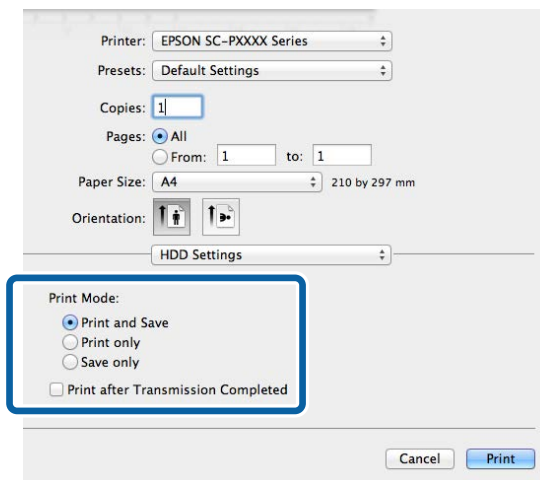 Printer: EPSON SC-PXXXX Series
Presets: Default Settings
Copies: 1
Pages: All
From: 1 to: 1
Paper Size: A4 210 by 297 mm
Orientation:
HDD Settings
Print Mode:
Print and Save
Print only
Save only
Print after Transmission Completed
Cancel Print